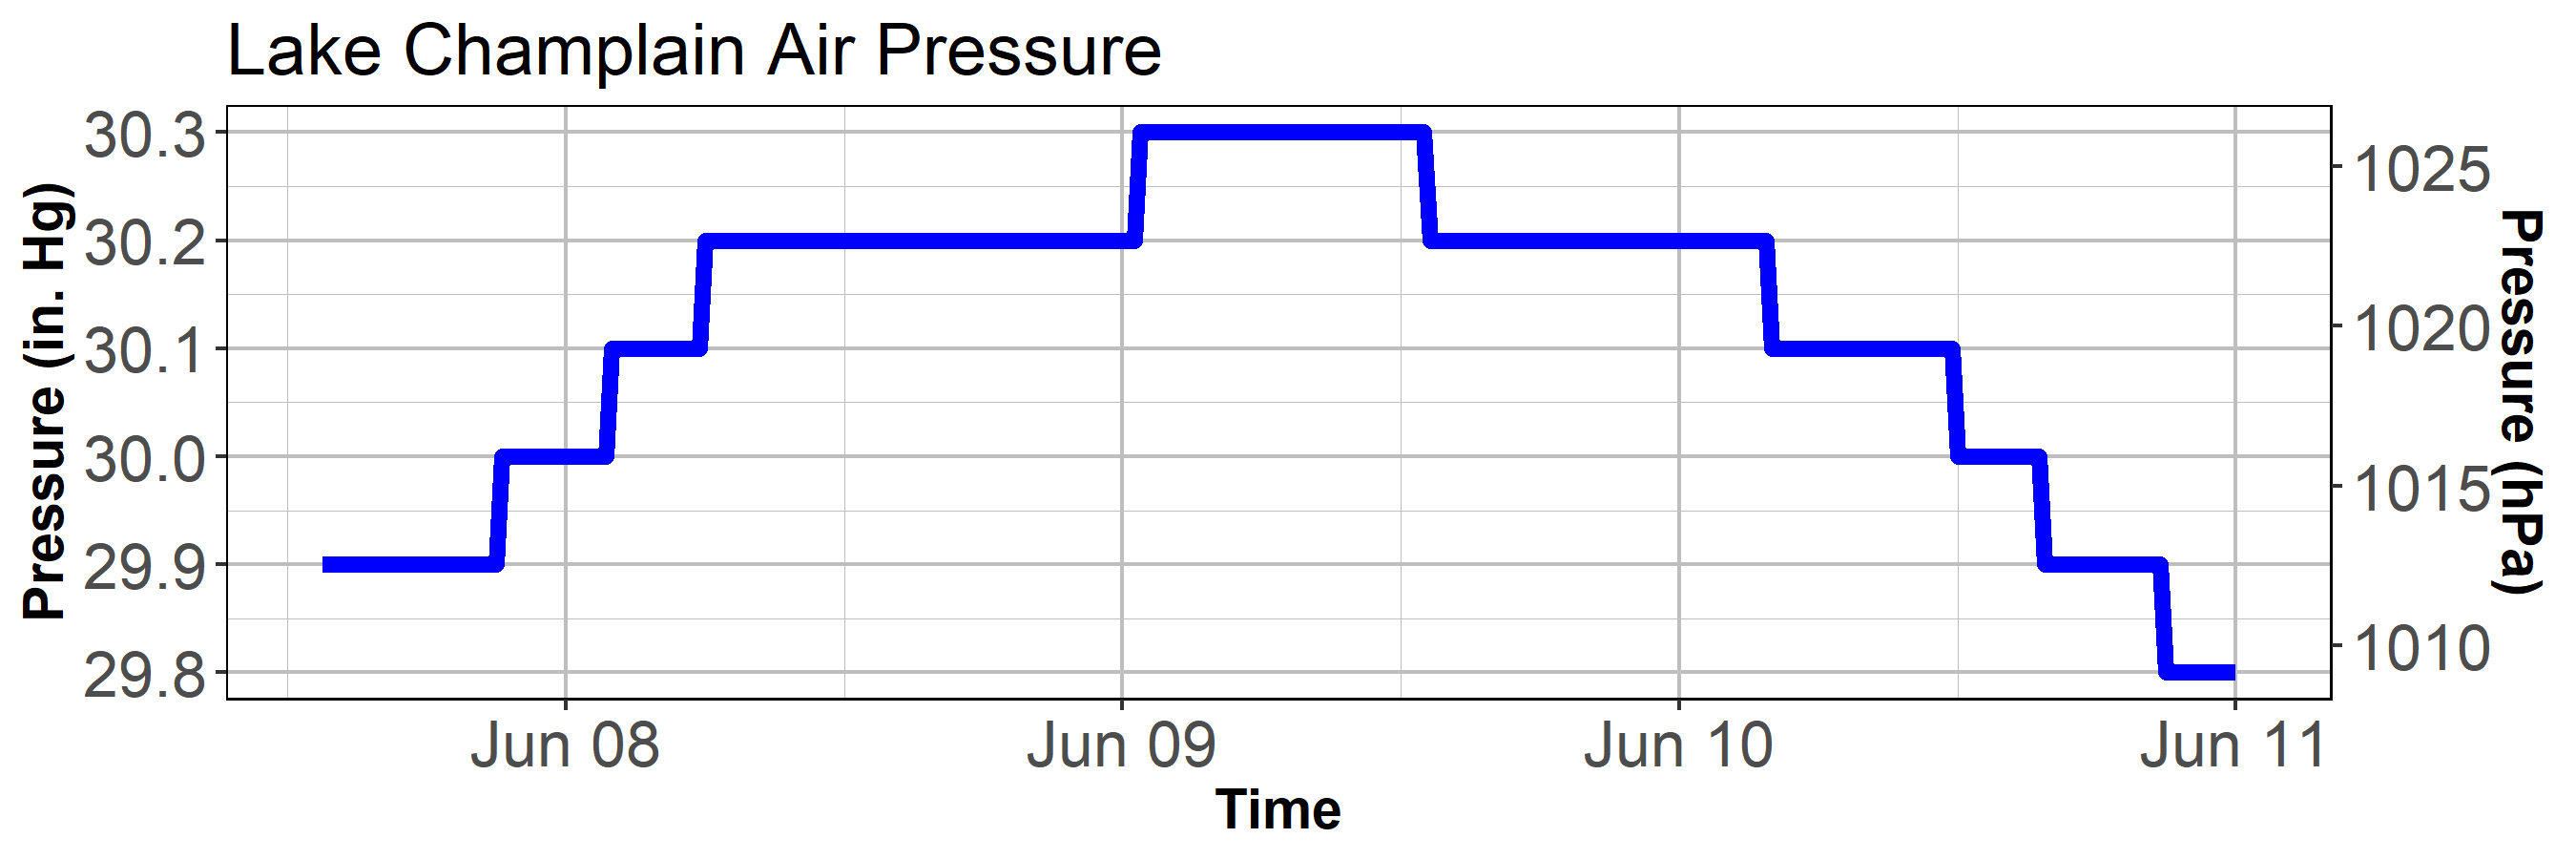 Lake Champlain Air Pressure
Pressure (in. Hg)
30.3
30.2
30.1
30.0
29.9
29.8
1025
1020
1015
1010
Pressure (hPa)
Jun 08 Jun 09 Jun 10 Jun 11
Time